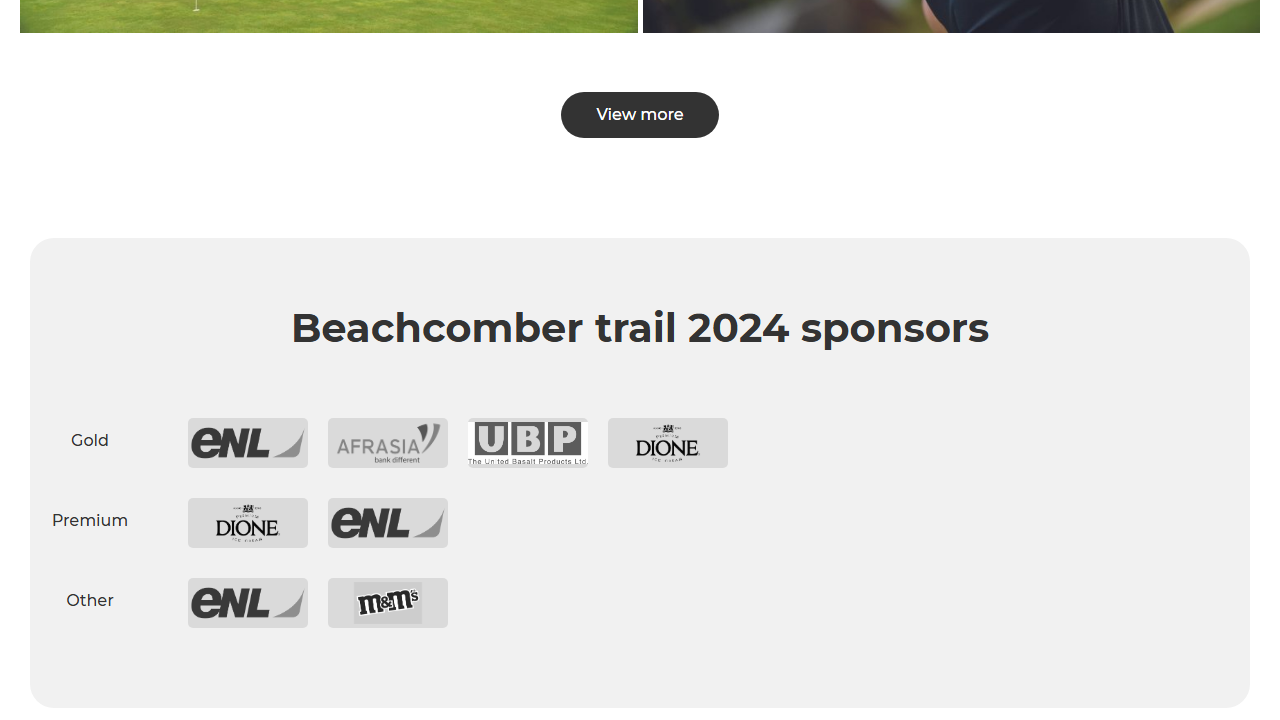 View more
Beachcomber trail 2024 sponsors
Gold
eNL
AFRASIA
bank different
UBP
The United Basalt Products Ltd.
DIONE
Premium
DIONE
eNL
Other
eNL
m&m's